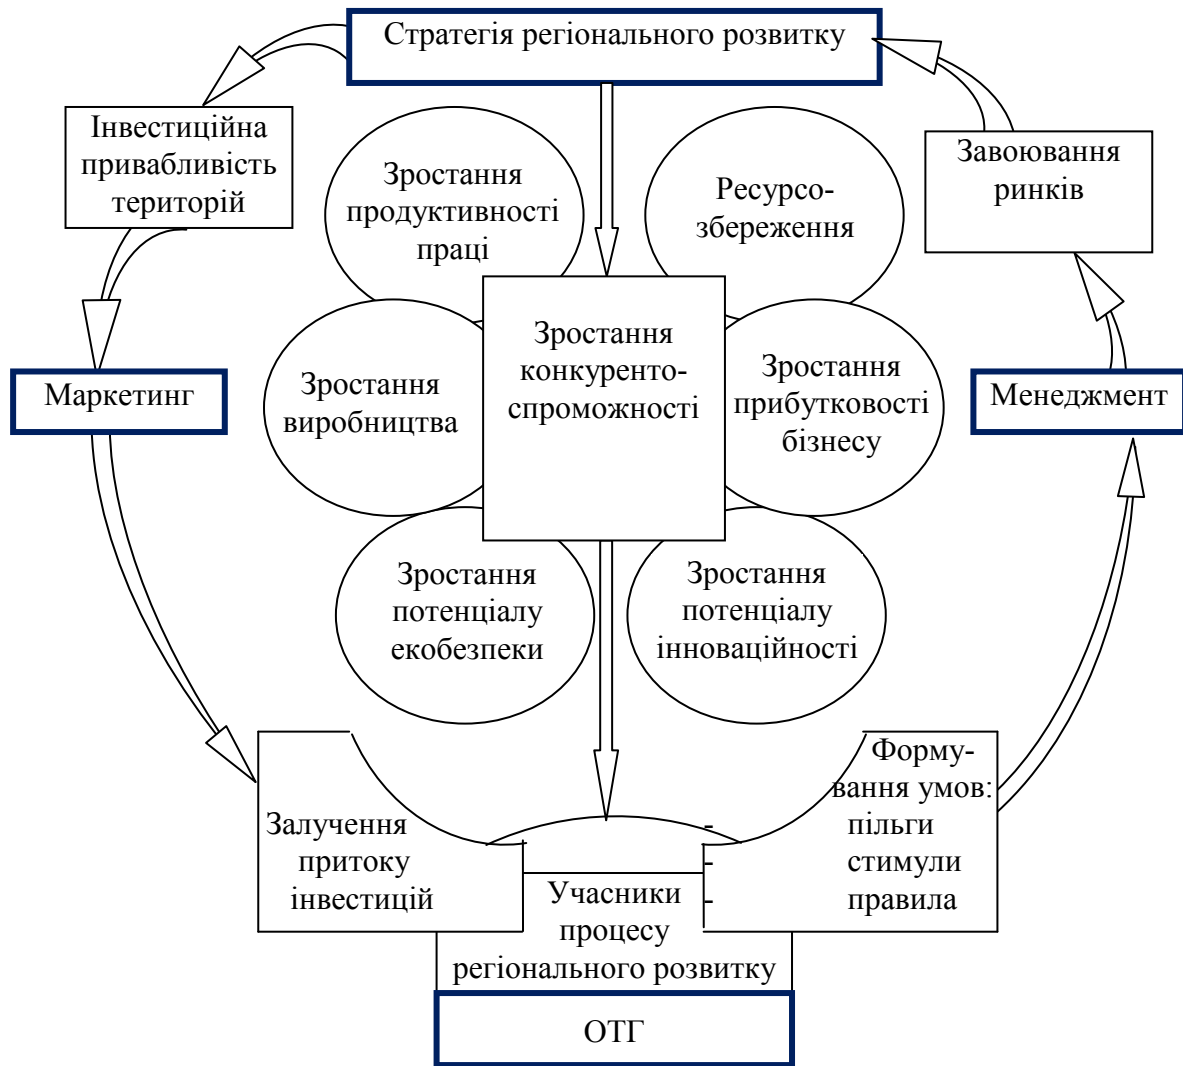 Стратегія регіонального розвитку
Інвестиційна
привабливість
територій
Завоювання
ринків
Зростання
продуктивності
праці
Ресурсо-
збереження
Зростання
конкуренто-
спроможності
Маркетинг
Зростання
виробництва
Зростання
прибутковості
бізнесу
Менеджмент
Зростання
потенціалу
екобезпеки
Зростання
потенціалу
інноваційності
Залучення
притоку
інвестицій
Форму-
вання умов:
- пільги
- стимули
- правила
Учасники
процесу
регіонального розвитку
ОТГ